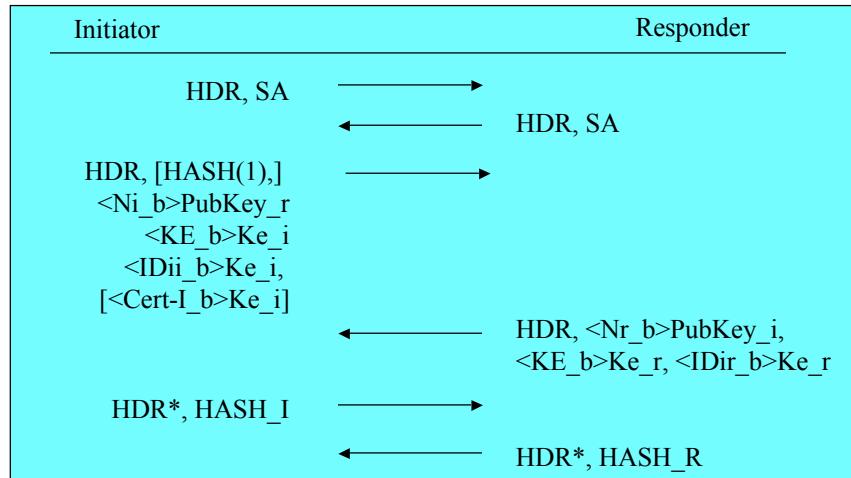 Initiator Responder
HDR, SA
HDR, SA
HDR, [HASH(1),]
<Ni_b>PubKey_r
<KE_b>Ke_i
<IDii_b>Ke_i,
[<Cert-I_b>Ke_i]
HDR, <Nr_b>PubKey_i,
<KE_b>Ke_r, <IDir_b>Ke_r
HDR*, HASH_I
HDR*, HASH_R